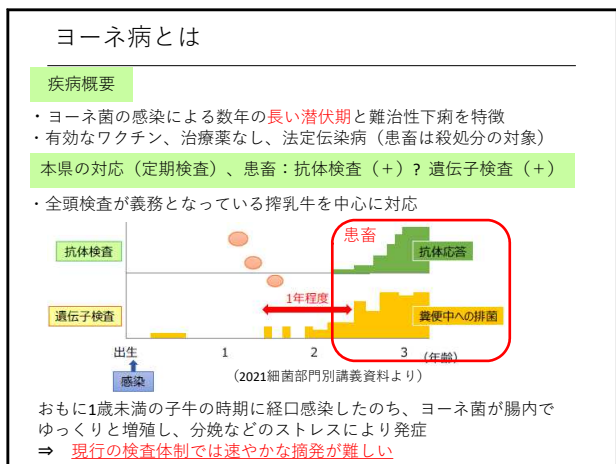 ヨーネ病とは
疾病概要
・ヨーネ菌の感染による数年の長い潜伏期と難治性下痢を特徴
・有効なワクチン、治療薬なし、法定伝染病（患畜は殺処分の対象）
本県の対応（定期検査）、患畜：抗体検査（+）? 遺伝子検査（+）
・全頭検査が義務となっている搾乳牛を中心に対応
患畜
抗体検査
抗体応答
1年程度
遺伝子検査
糞便中への排菌
出生 1 2 3 （年齢）
感染
（2021細菌部門別講義資料より）
おもに1歳未満の子牛の時期に経口感染したのち、ヨーネ菌が腸内で
ゆっくりと増殖し、分娩などのストレスにより発症
⇒ 現行の検査体制では速やかな摘発が難しい